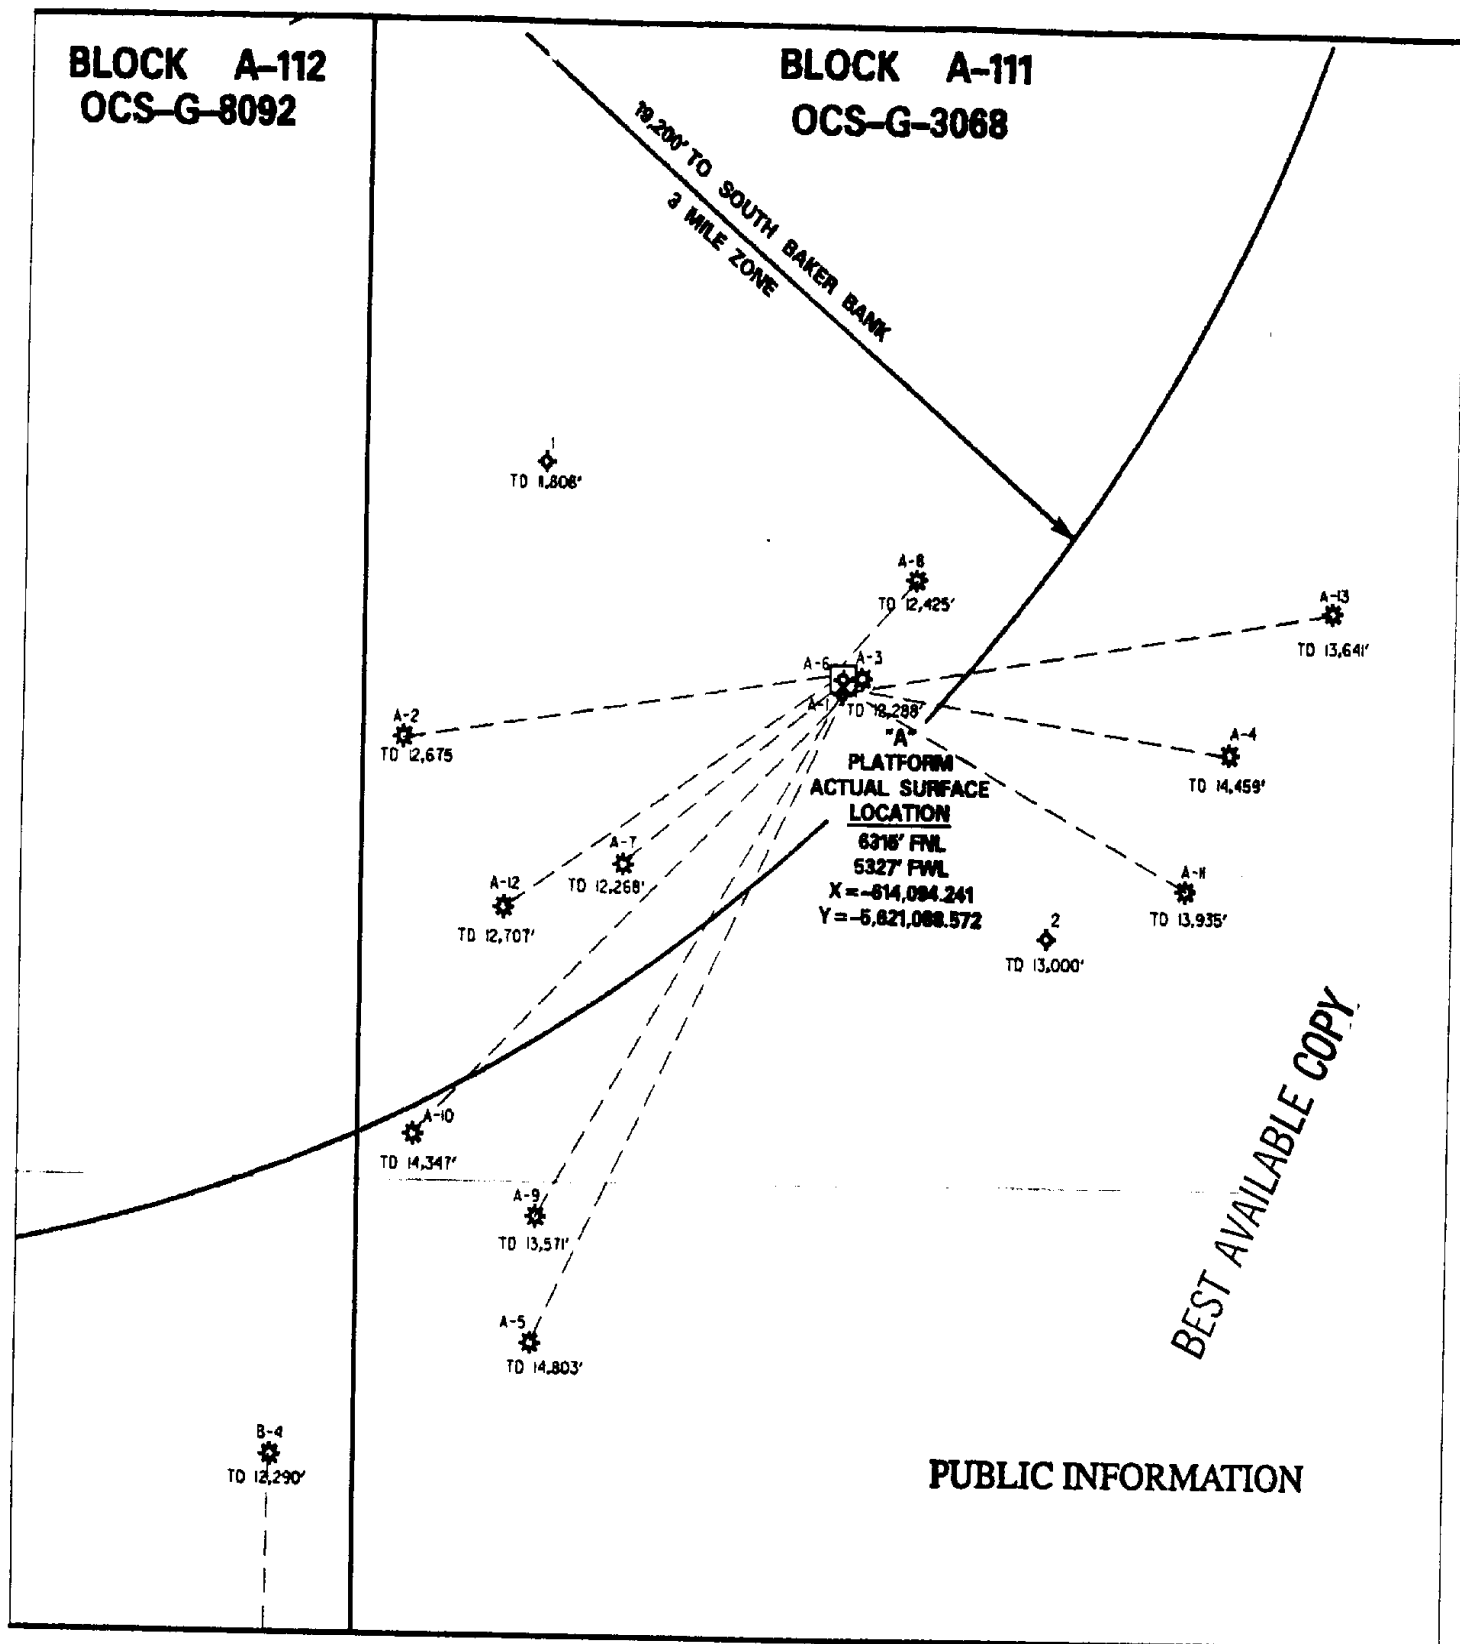 BLOCK A-112
OCS-G-8092
BLOCK A-111
OCS-G-3068
19,200' TO SOUTH BAKER BANK
3 MILE ZONE
1
TD 11,808'
A-8
TD 12,425'
A-13
TD 13,641'
A-6
A-3
A-1
TD 12,288'
A-2
TD 12,675
A-4
TD 14,459'
"A"
PLATFORM
ACTUAL SURFACE
LOCATION
FNL
5327' FWL
A-7
TD 12,268'
A-12
TD 12,707'
A-11
TD 13,935'
2
TD 13,000'
A-10
TD 14,347'
A-9
TD 13,571'
A-5
TD 14,803'
B-4
TD 12,290'
BEST AVAILABLE COPY
PUBLIC INFORMATION